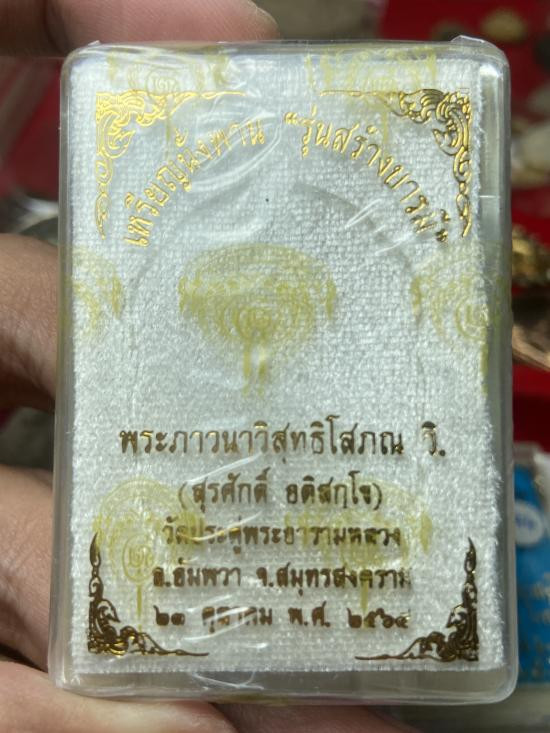 เหรียญนั่งพาน "รุ่นสร้างบารมี"
พระภาวนาวิสุทธิโสภณ วิ.
(สุรศักดิ์ อติสกฺโข)
วัดประดู่พระอารามหลวง
อ.อัมพวา จ.สมุทรสงคราม
๒๑ ตุลาคม พ.ศ. ๒๕๖๔